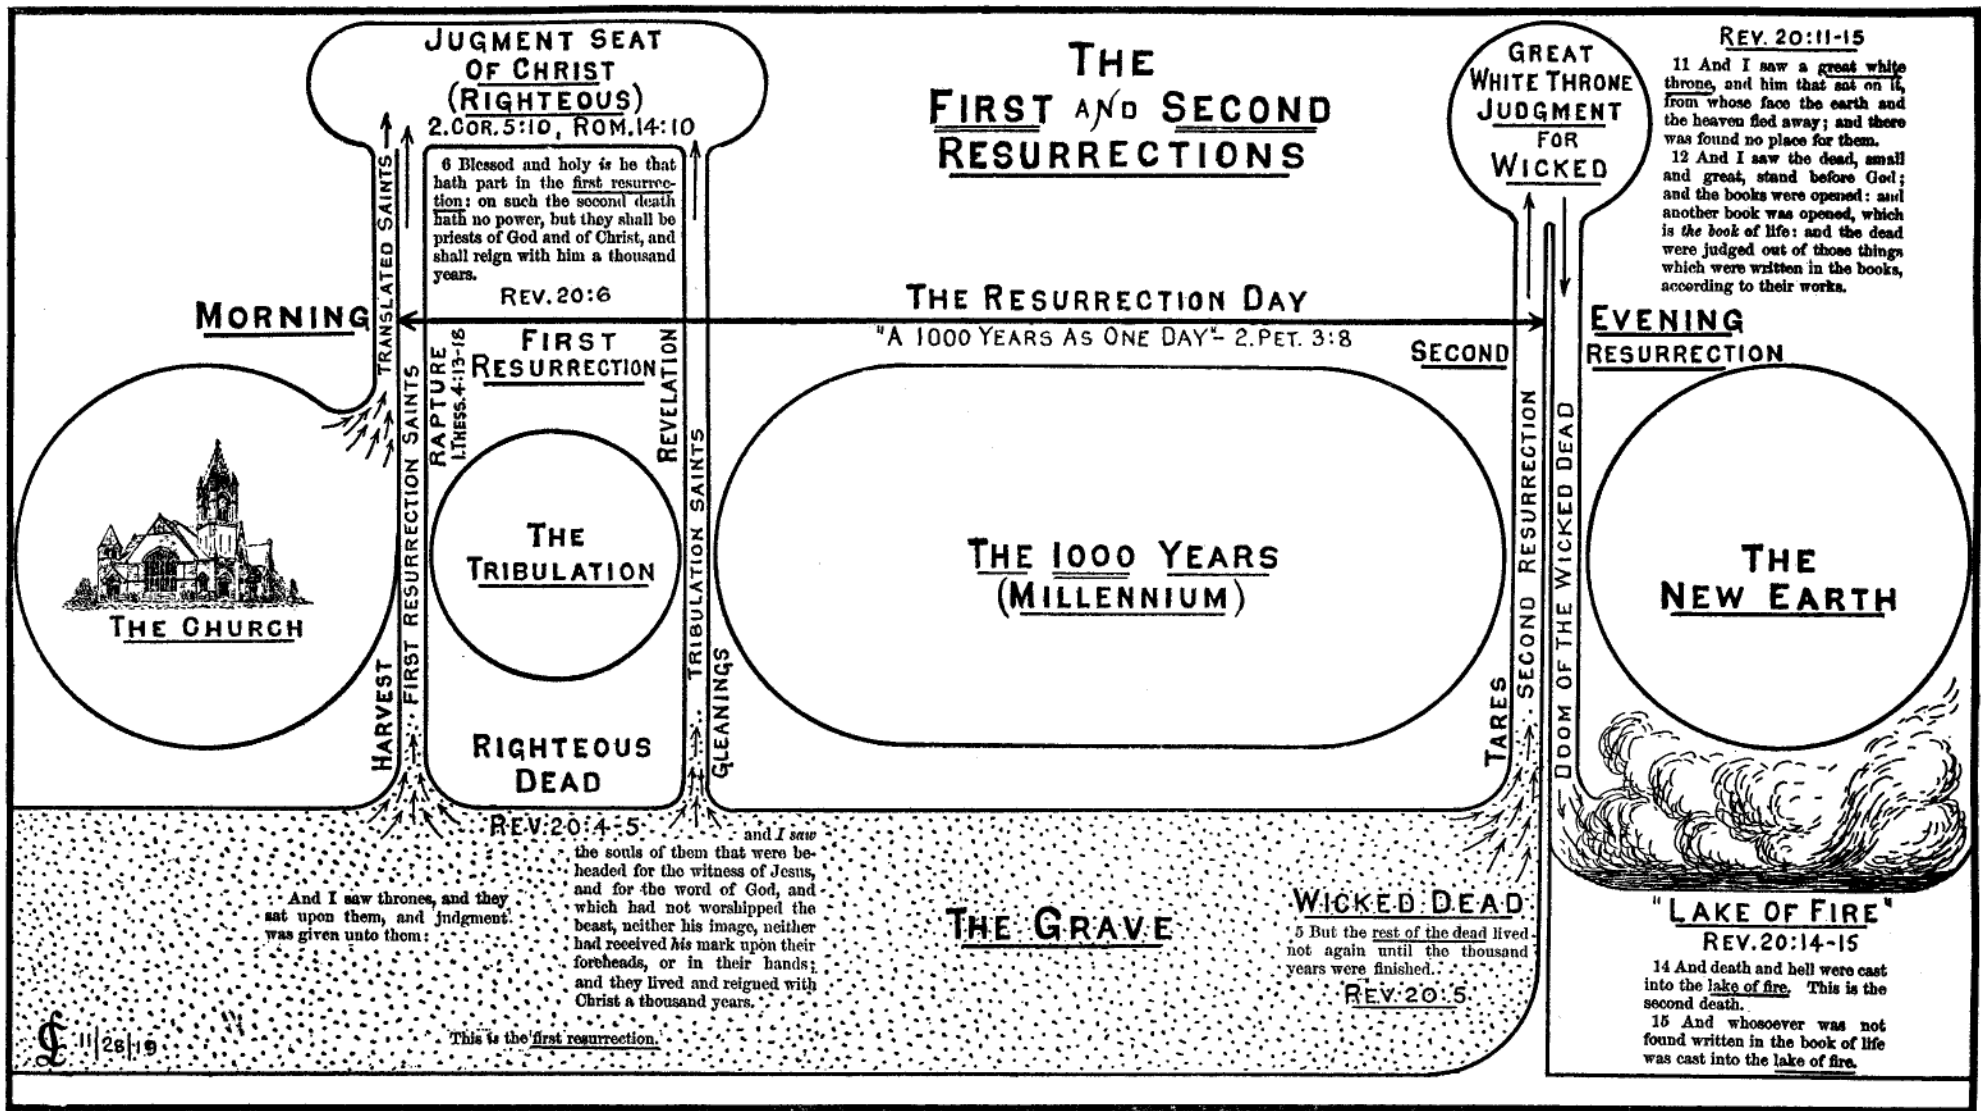 JUGMENT SEAT
OF CHRIST
(RIGHTEOUS)
2.COR.5:10, ROM.14:10
6 Blessed and holy is he that
hath part in the first resurrec-
tion: on such the second death
hath no power, but they shall be
priests of God and of Christ, and
shall reign with him a thousand
years.
REV. 20:6
THE
FIRST AND SECOND
RESURRECTIONS
GREAT
WHITE THRONE
JUDGMENT
FOR
WICKED
REV. 20:11-15
11 And I saw a great white
throne, and him that sat on it,
from whose face the earth and
the heaven fled away; and there
was found no place for them.
12 And I saw the dead, small
and great, stand before God;
and the books were opened: and
another book was opened, which
is the book of life: and the dead
were judged out of those things
which were written in the books,
according to their works.
MORNING
THE RESURRECTION DAY
"A 1000 YEARS AS ONE DAY"- 2.PET. 3:8
FIRST
RESURRECTION
SECOND
EVENING
RESURRECTION
TRANSLATED SAINTS
FIRST RESURRECTION SAINTS
RAPTURE
1.THESS.4:13-18
REVELATION
TRIBULATION SAINTS
SECOND RESURRECTION
DOOM OF THE WICKED DEAD
THE CHURCH
THE
TRIBULATION
THE 1000 YEARS
(MILLENNIUM)
THE
NEW EARTH
HARVEST
GLEANINGS
TARES
RIGHTEOUS
DEAD
REV.20:4-5
And I saw thrones, and they
sat upon them, and judgment
was given unto them:
and I saw
the souls of them that were be-
headed for the witness of Jesus,
and for the word of God, and
which had not worshipped the
beast, neither his image, neither
had received his mark upon their
foreheads, or in their hands;
and they lived and reigned with
Christ a thousand years.
This is the first resurrection.
THE GRAVE
WICKED DEAD
5 But the rest of the dead lived
not again until the thousand
years were finished.
REV. 20:5
"LAKE OF FIRE"
REV.20:14-15
14 And death and hell were cast
into the lake of fire. This is the
second death.
15 And whosoever was not
found written in the book of life
was cast into the lake of fire.
11/28/19